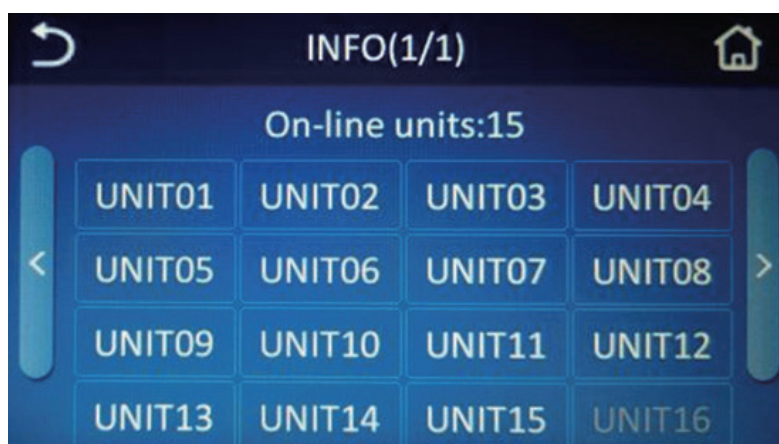 INFO(1/1)
On-line units:15
UNIT01 UNIT02 UNIT03 UNIT04
< UNIT05 UNIT06 UNIT07 UNIT08 >
UNIT09 UNIT10 UNIT11 UNIT12
UNIT13 UNIT14 UNIT15 UNIT16